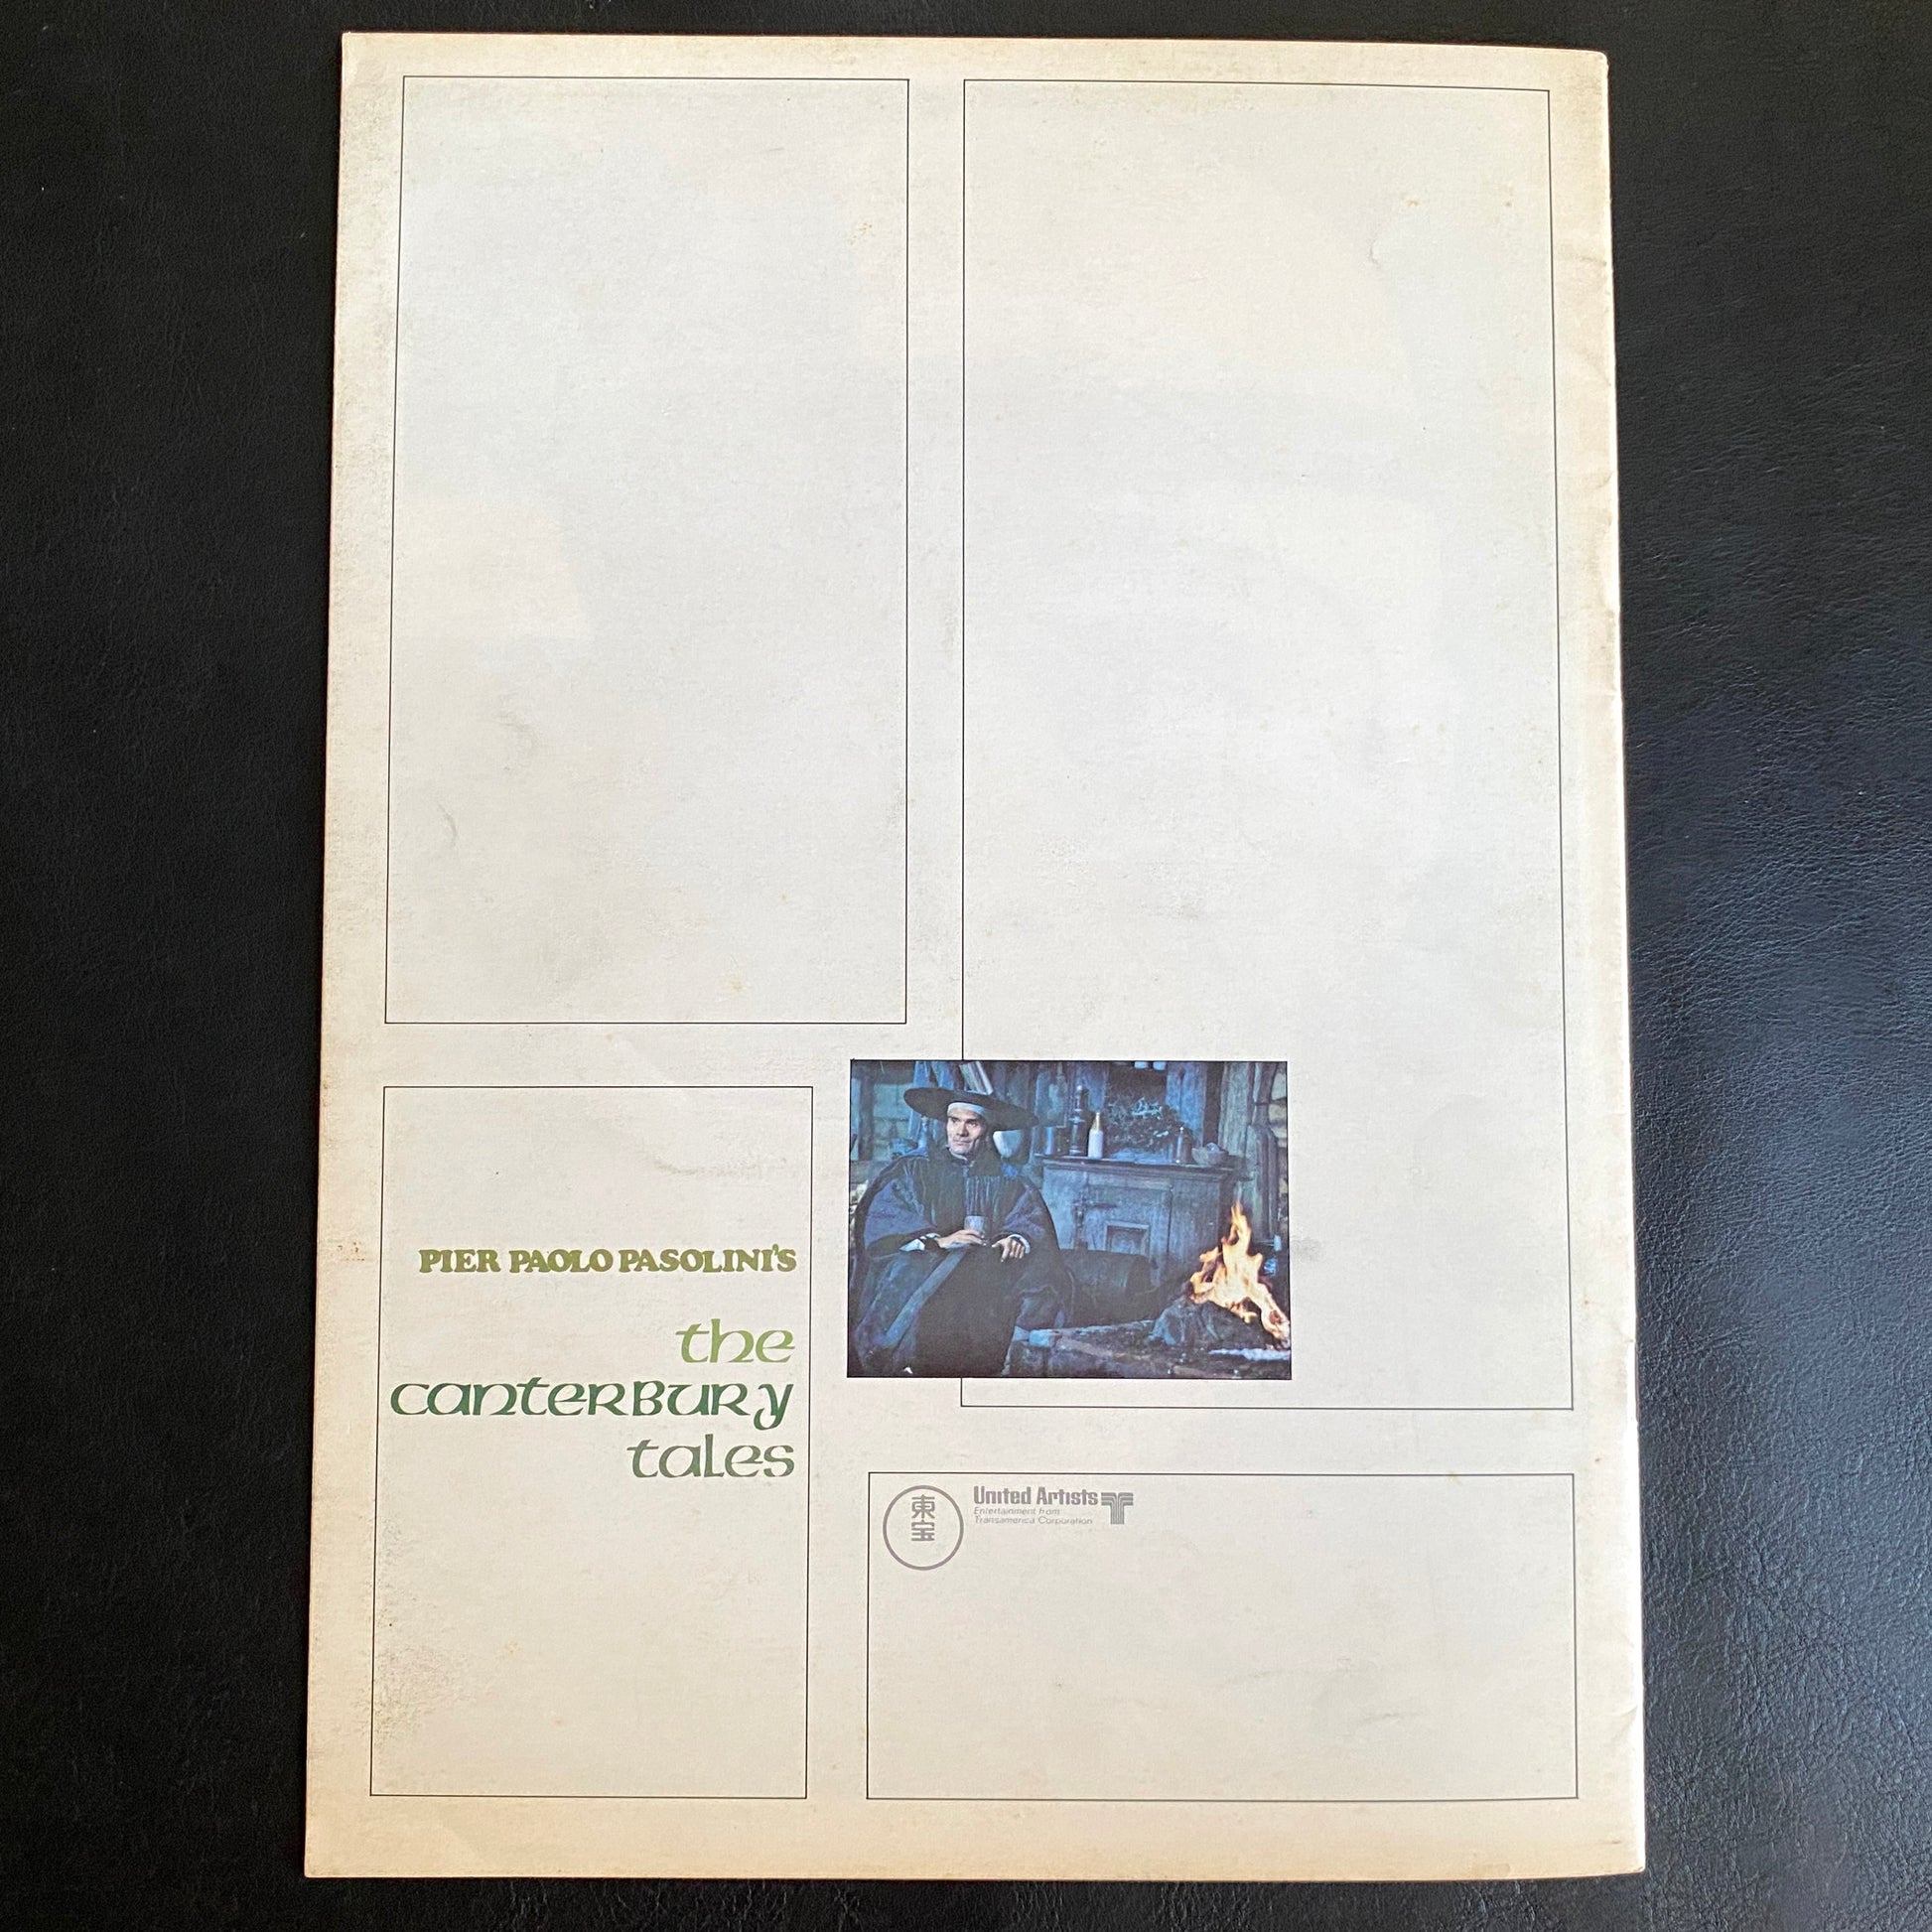 PIER PAOLO PASOLINI'S
the
canterbury
tales
東宝
United Artists
Entertainment from
Transamerica Corporation